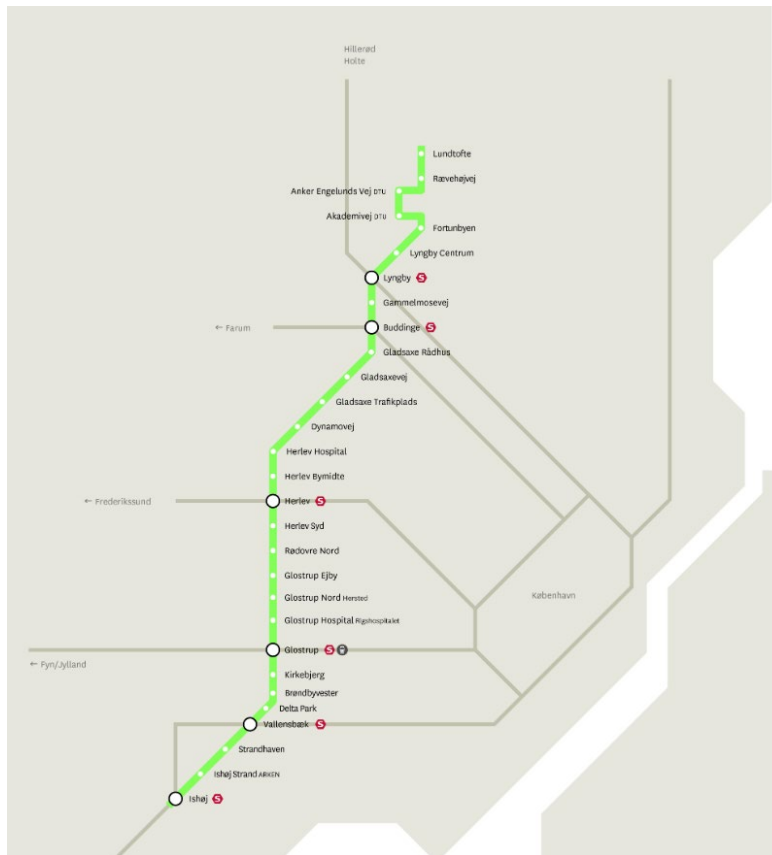 Hillerød
Holte
Lundtofte
Rævehøjvej
Anker Engelunds Vej DTU
Akademivej DTU
Fortunbyen
Lyngby Centrum
Lyngby S
Gammelmosevej
← Farum
Buddinge S
Gladsaxe Rådhus
Gladsaxevej
Gladsaxe Trafikplads
Dynamovej
Herlev Hospital
Herlev Bymidte
← Frederikssund
Herlev S
Herlev Syd
Rødovre Nord
Glostrup Ejby
København
Glostrup Nord Hersted
Glostrup Hospital Rigshospitalet
Glostrup S
← Fyn/Jylland
Kirkebjerg
Brøndbyvester
Delta Park
Vallensbæk S
Strandhaven
Ishøj Strand ARKEN
Ishøj S